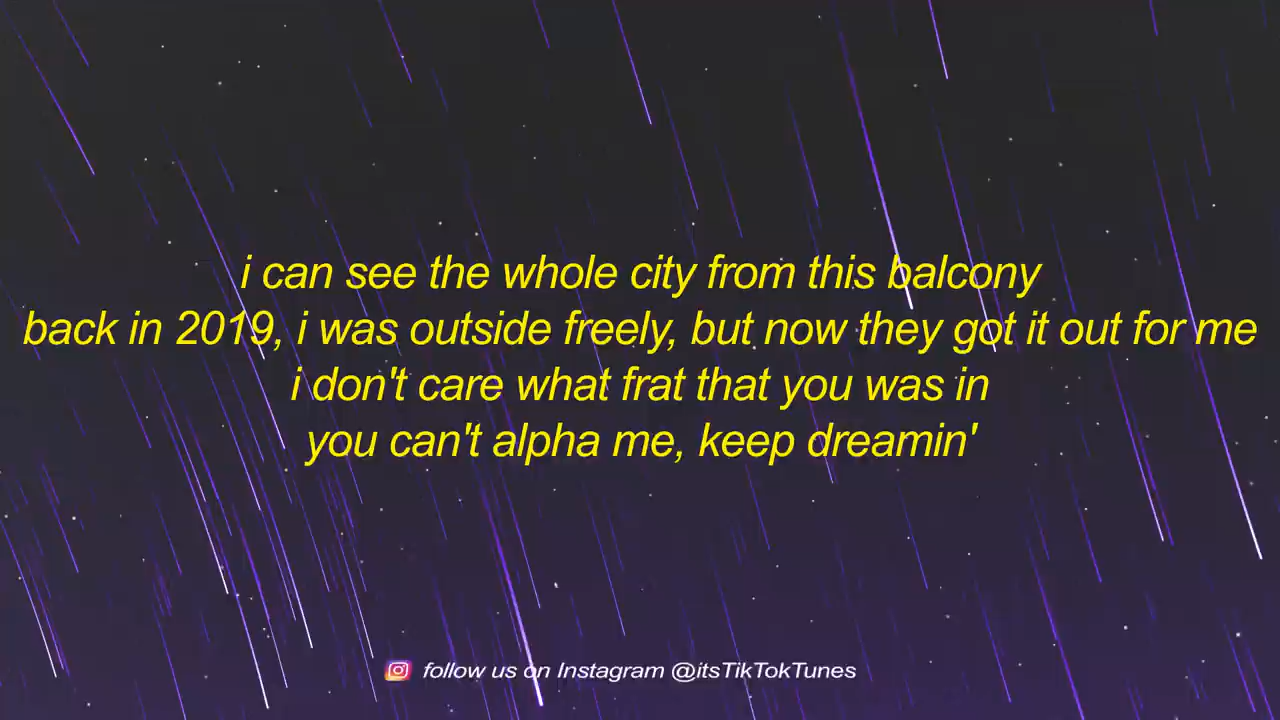 i can see the whole city from this balcony
back in 2019, i was outside freely, but now they got it out for me
i don't care what frat that you was in
you can't alpha me, keep dreamin'
follow us on Instagram @itsTikTokTunes